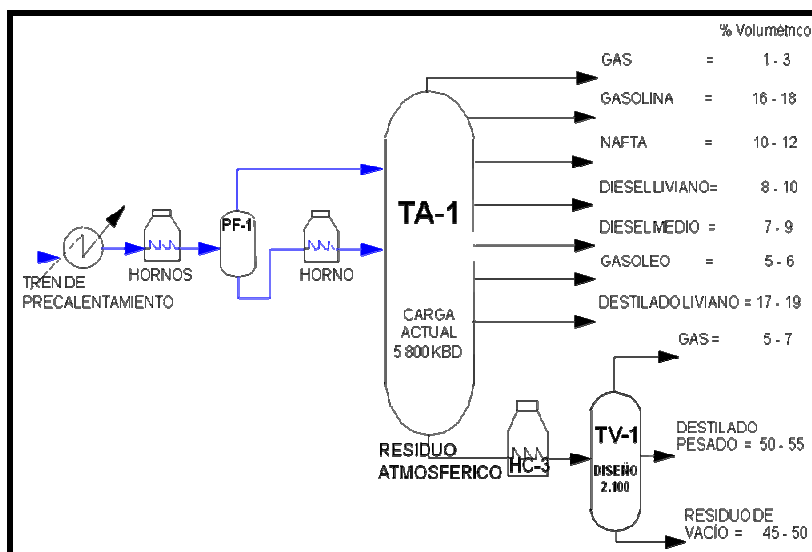 % Volumétrico
GAS = 1 - 3
GASOLINA = 16 - 18
NAFTA = 10 - 12
DIESEL LIVIANO= 8 - 10
DIESEL MEDIO = 7 - 9
GASOLEO = 5 - 6
DESTILADO LIVIANO = 17 - 19
TA-1
CARGA
ACTUAL
5 800 KBD
PF-1
HORNOS
HORNO
TREN DE
PRECALENTAMIENTO
RESIDUO
ATMOSFERICO
HC-3
GAS = 5 - 7
TV-1
DISEÑO
2.100
DESTILADO
PESADO = 50 - 55
RESIDUO DE
VACÍO = 45 - 50